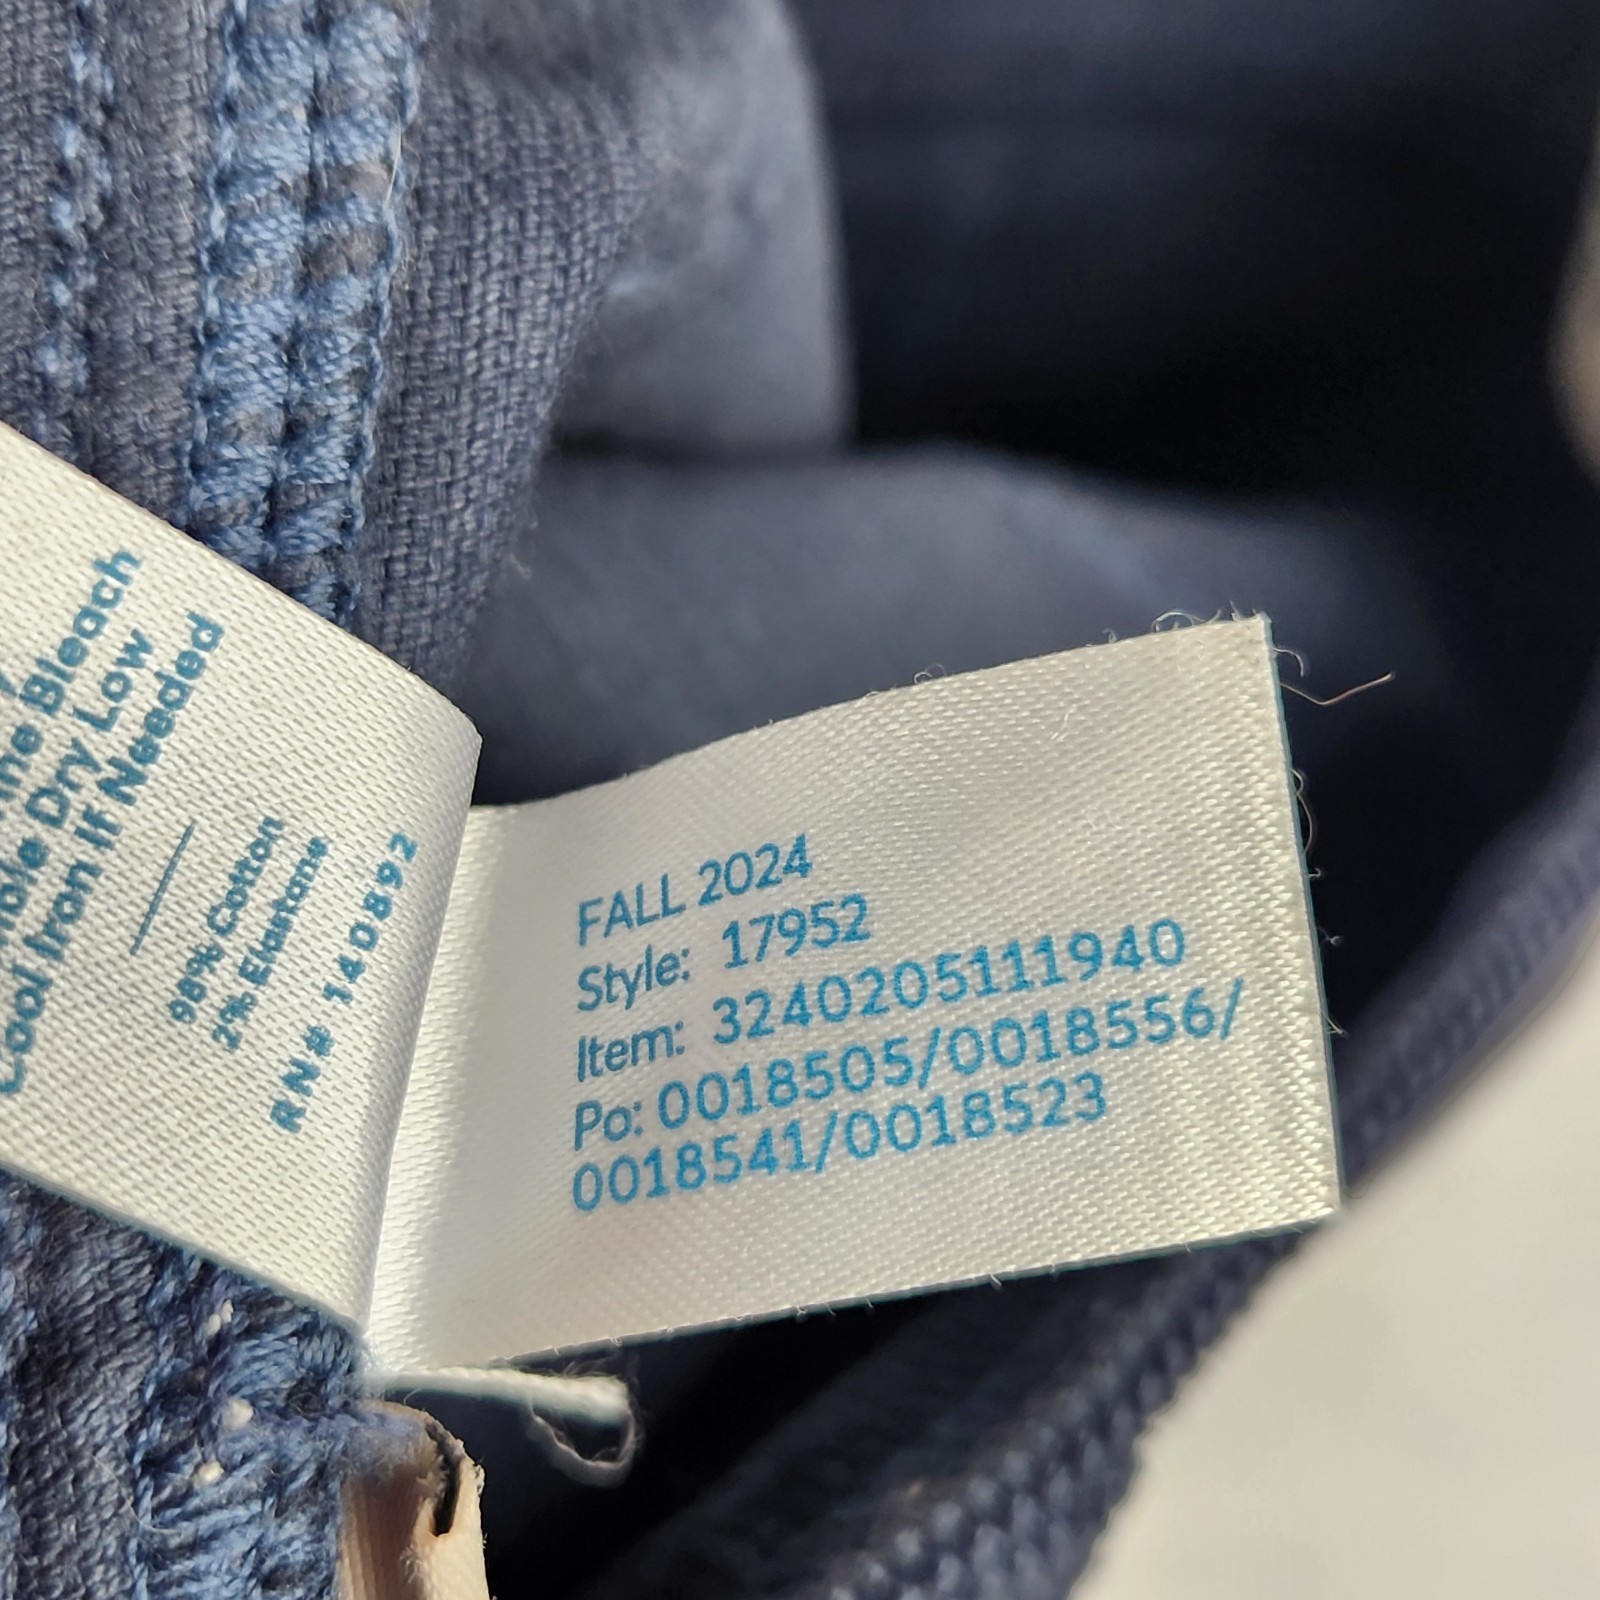 Bleach
Dry Low
Cool Iron if Needed
98% Cotton
2% Elastane
RN# 140892
FALL 2024
Style: 17952
Item: 3240205111940
Po: 0018505/0018556/
0018541/0018523